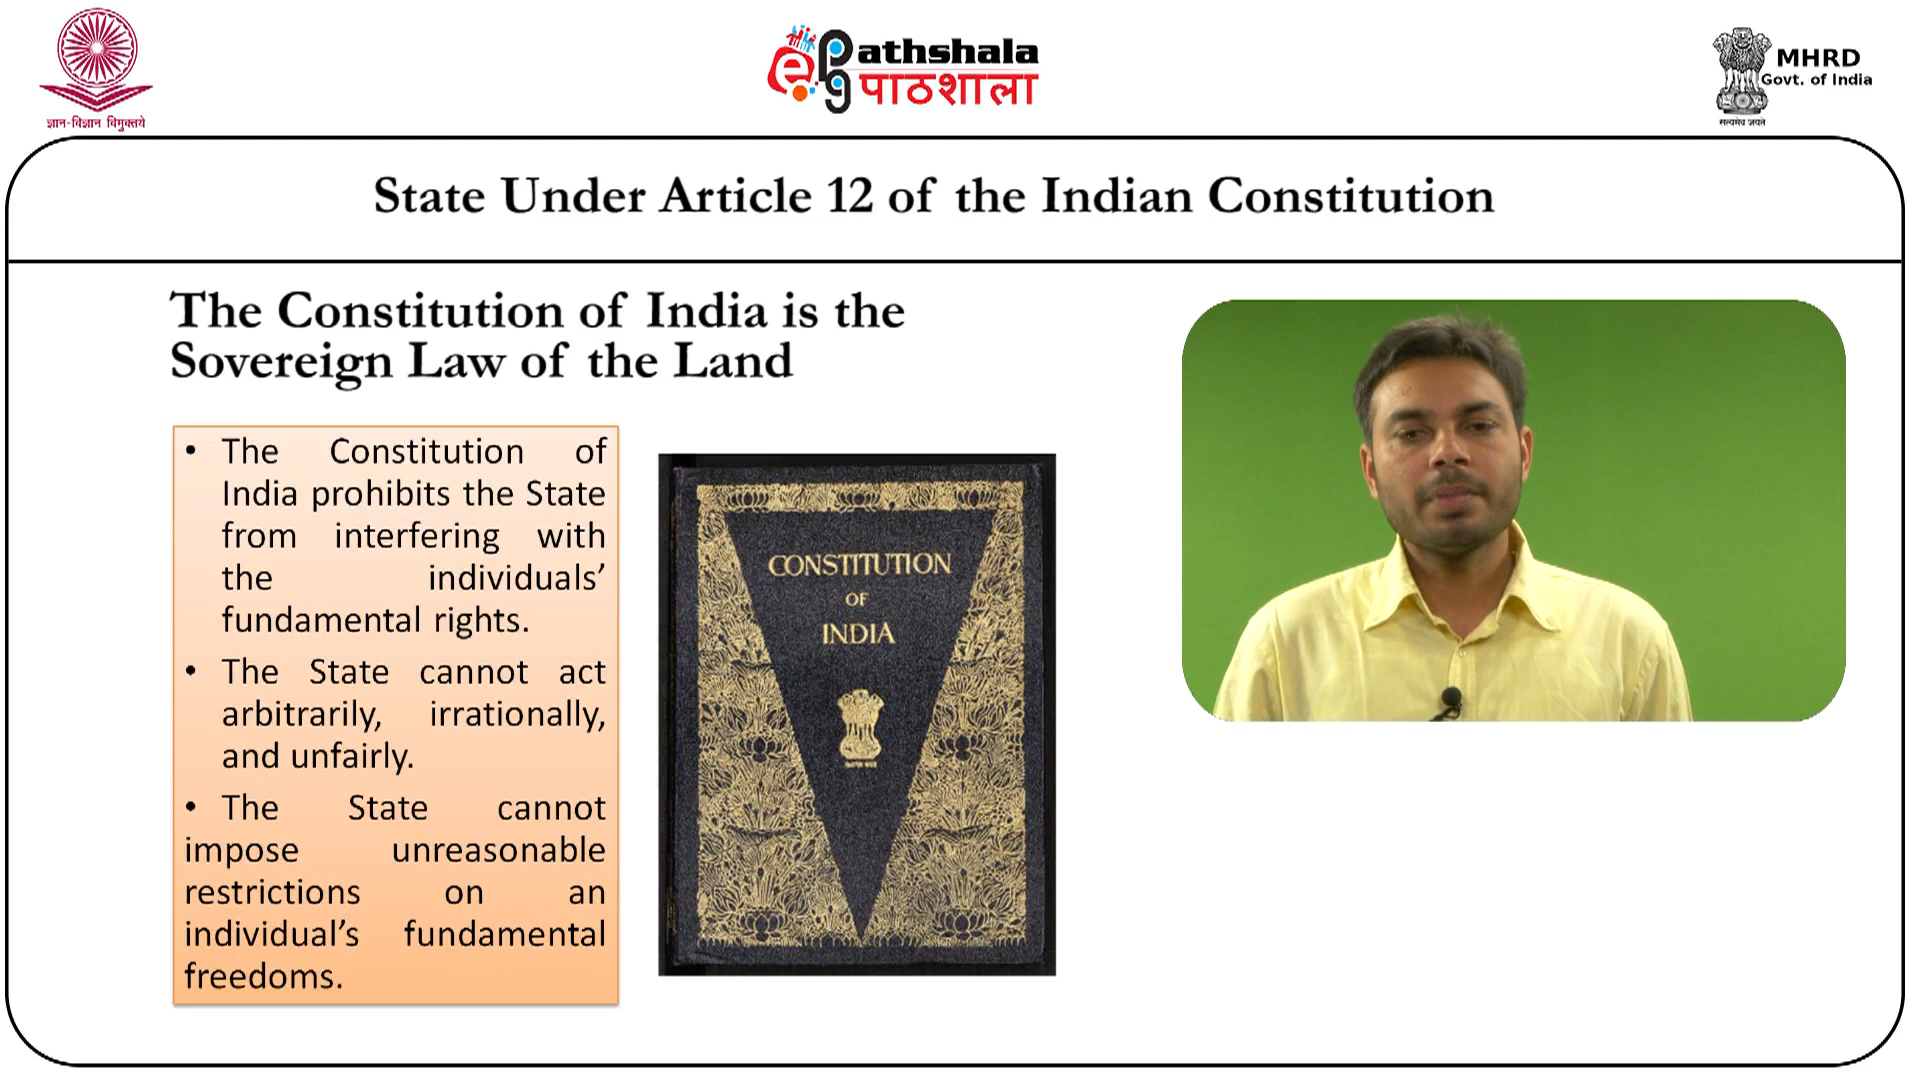 ज्ञान-विज्ञान विमुक्तये
ePg Pathshala
पाठशाला
MHRD
Govt. of India
सत्यमेव जयते
State Under Article 12 of the Indian Constitution
The Constitution of India is the
Sovereign Law of the Land
• The Constitution of
India prohibits the State
from interfering with
the individuals’
fundamental rights.
• The State cannot act
arbitrarily, irrationally,
and unfairly.
• The State cannot
impose unreasonable
restrictions on an
individual’s fundamental
freedoms.
CONSTITUTION
OF
INDIA